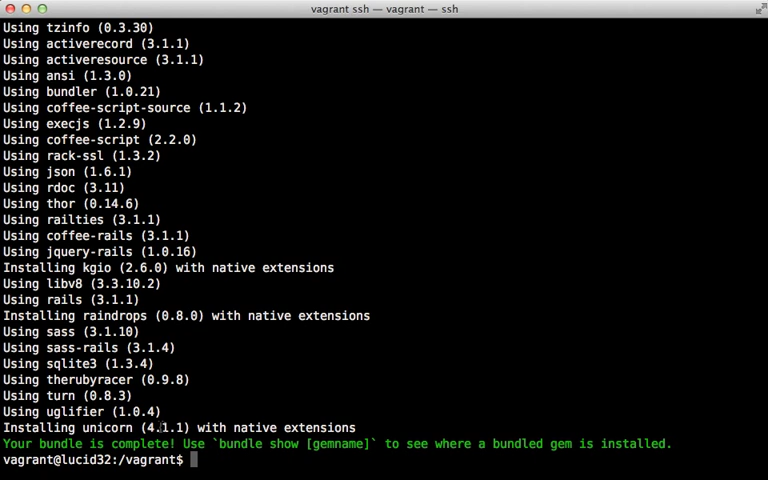 vagrant ssh — vagrant — ssh
Using tzinfo (0.3.30)
Using activerecord (3.1.1)
Using activeresource (3.1.1)
Using ansi (1.3.0)
Using bundler (1.0.21)
Using coffee-script-source (1.1.2)
Using execjs (1.2.9)
Using coffee-script (2.2.0)
Using rack-ssl (1.3.2)
Using json (1.6.1)
Using rdoc (3.11)
Using thor (0.14.6)
Using railties (3.1.1)
Using coffee-rails (3.1.1)
Using jquery-rails (1.0.16)
Installing kgio (2.6.0) with native extensions
Using libv8 (3.3.10.2)
Using rails (3.1.1)
Installing raindrops (0.8.0) with native extensions
Using sass (3.1.10)
Using sass-rails (3.1.4)
Using sqlite3 (1.3.4)
Using therubyracer (0.9.8)
Using turn (0.8.3)
Using uglifier (1.0.4)
Installing unicorn (4.1.1) with native extensions
Your bundle is complete! Use `bundle show [gemname]` to see where a bundled gem is installed.
vagrant@lucid32:/vagrant$